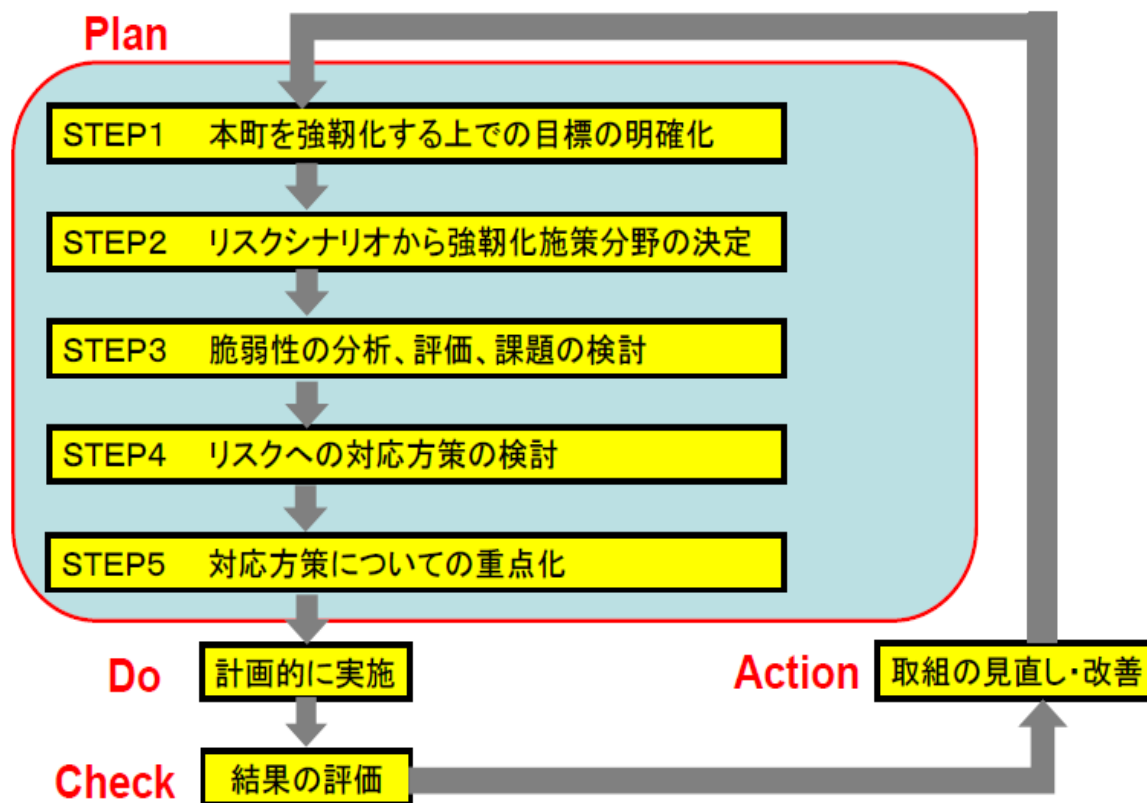 Plan
STEP1 本町を強靭化する上での目標の明確化
STEP2 リスクシナリオから強靭化施策分野の決定
STEP3 脆弱性の分析、評価、課題の検討
STEP4 リスクへの対応方策の検討
STEP5 対応方策についての重点化
Do 計画的に実施
Action 取組の見直し・改善
Check 結果の評価